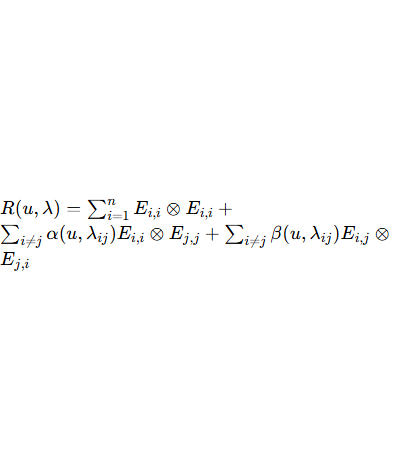 R(u, λ) = ∑_{i=1}^{n} E_{i,i} ⊗ E_{i,i} +
∑_{i≠j} α(u, λ_{ij})E_{i,i} ⊗ E_{j,j} + ∑_{i≠j} β(u, λ_{ij})E_{i,j} ⊗
E_{j,i}